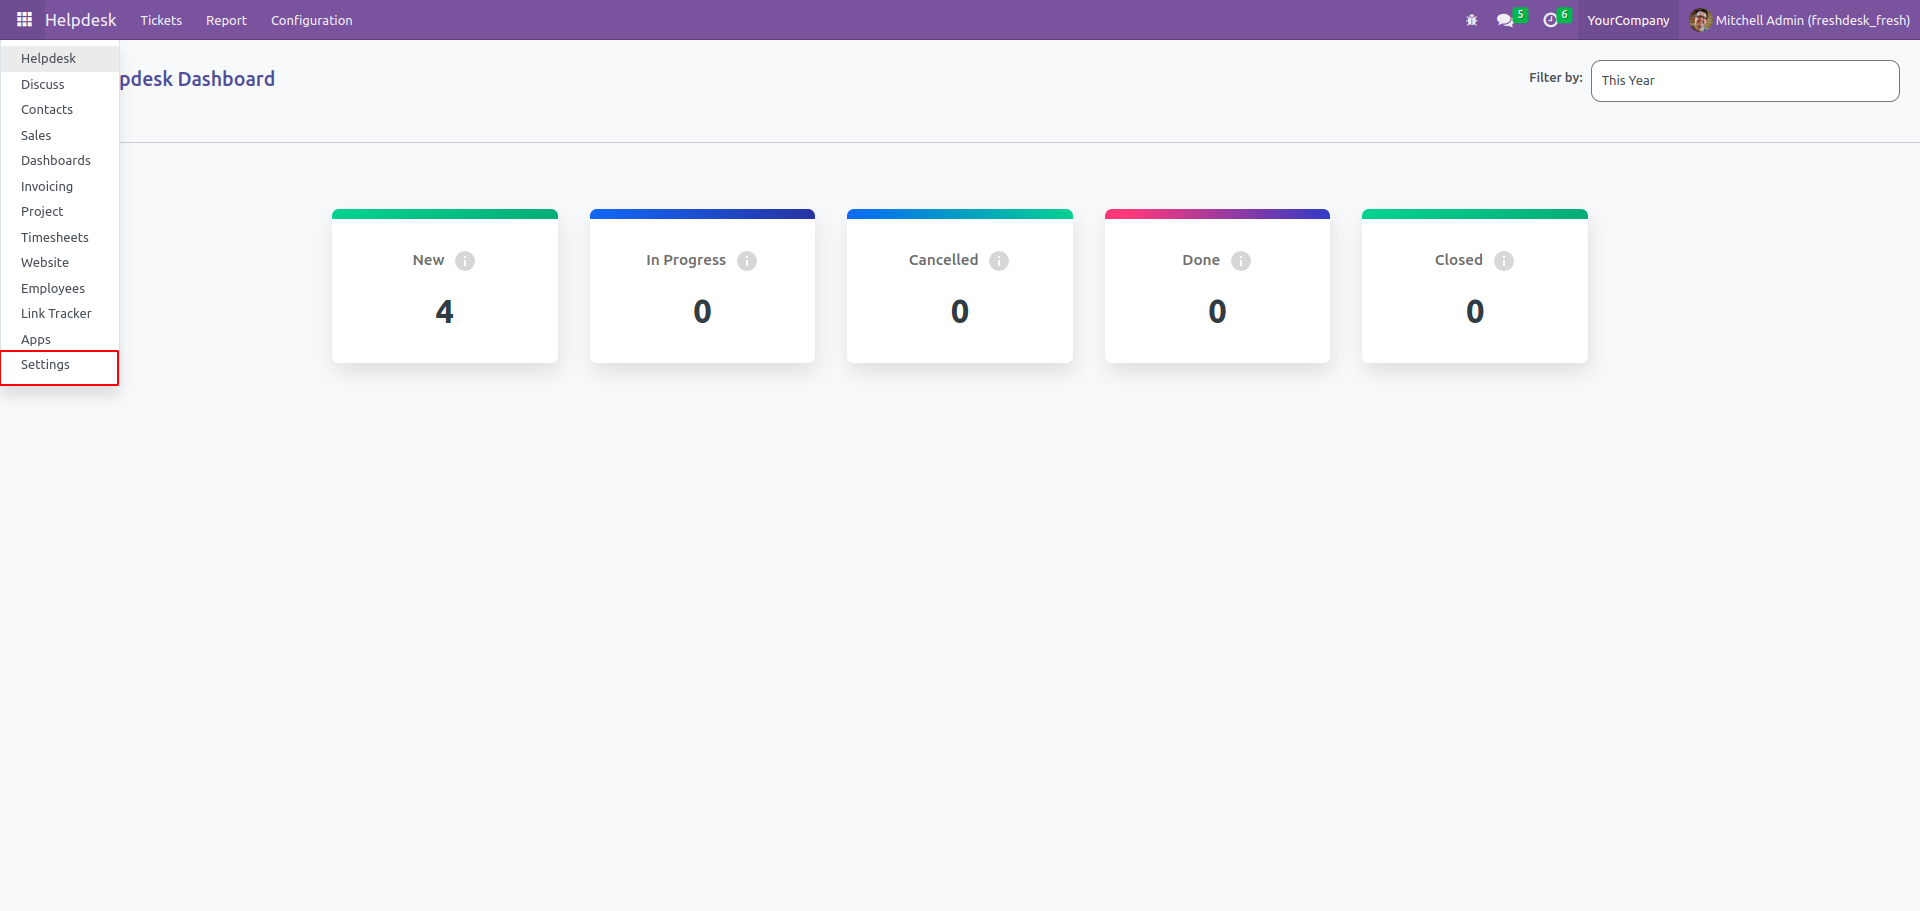 Helpdesk Tickets Report Configuration 5 6 YourCompany Mitchell Admin (freshdesk_fresh)
Helpdesk
Discuss
Contacts
Sales
Dashboards
Invoicing
Project
Timesheets
Website
Employees
Link Tracker
Apps
Settings
pdesk Dashboard
Filter by: This Year
New
4
In Progress
0
Cancelled
0
Done
0
Closed
0